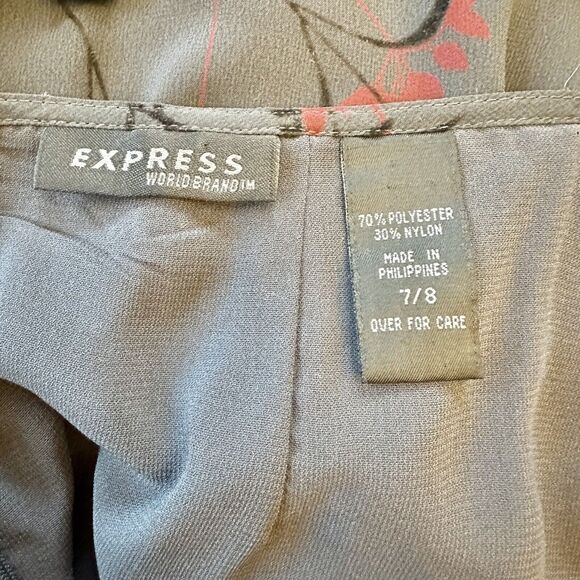 EXPRESS
WORLD BRAND™
70% POLYESTER
30% NYLON
MADE IN
PHILIPPINES
7/8
OVER FOR CARE